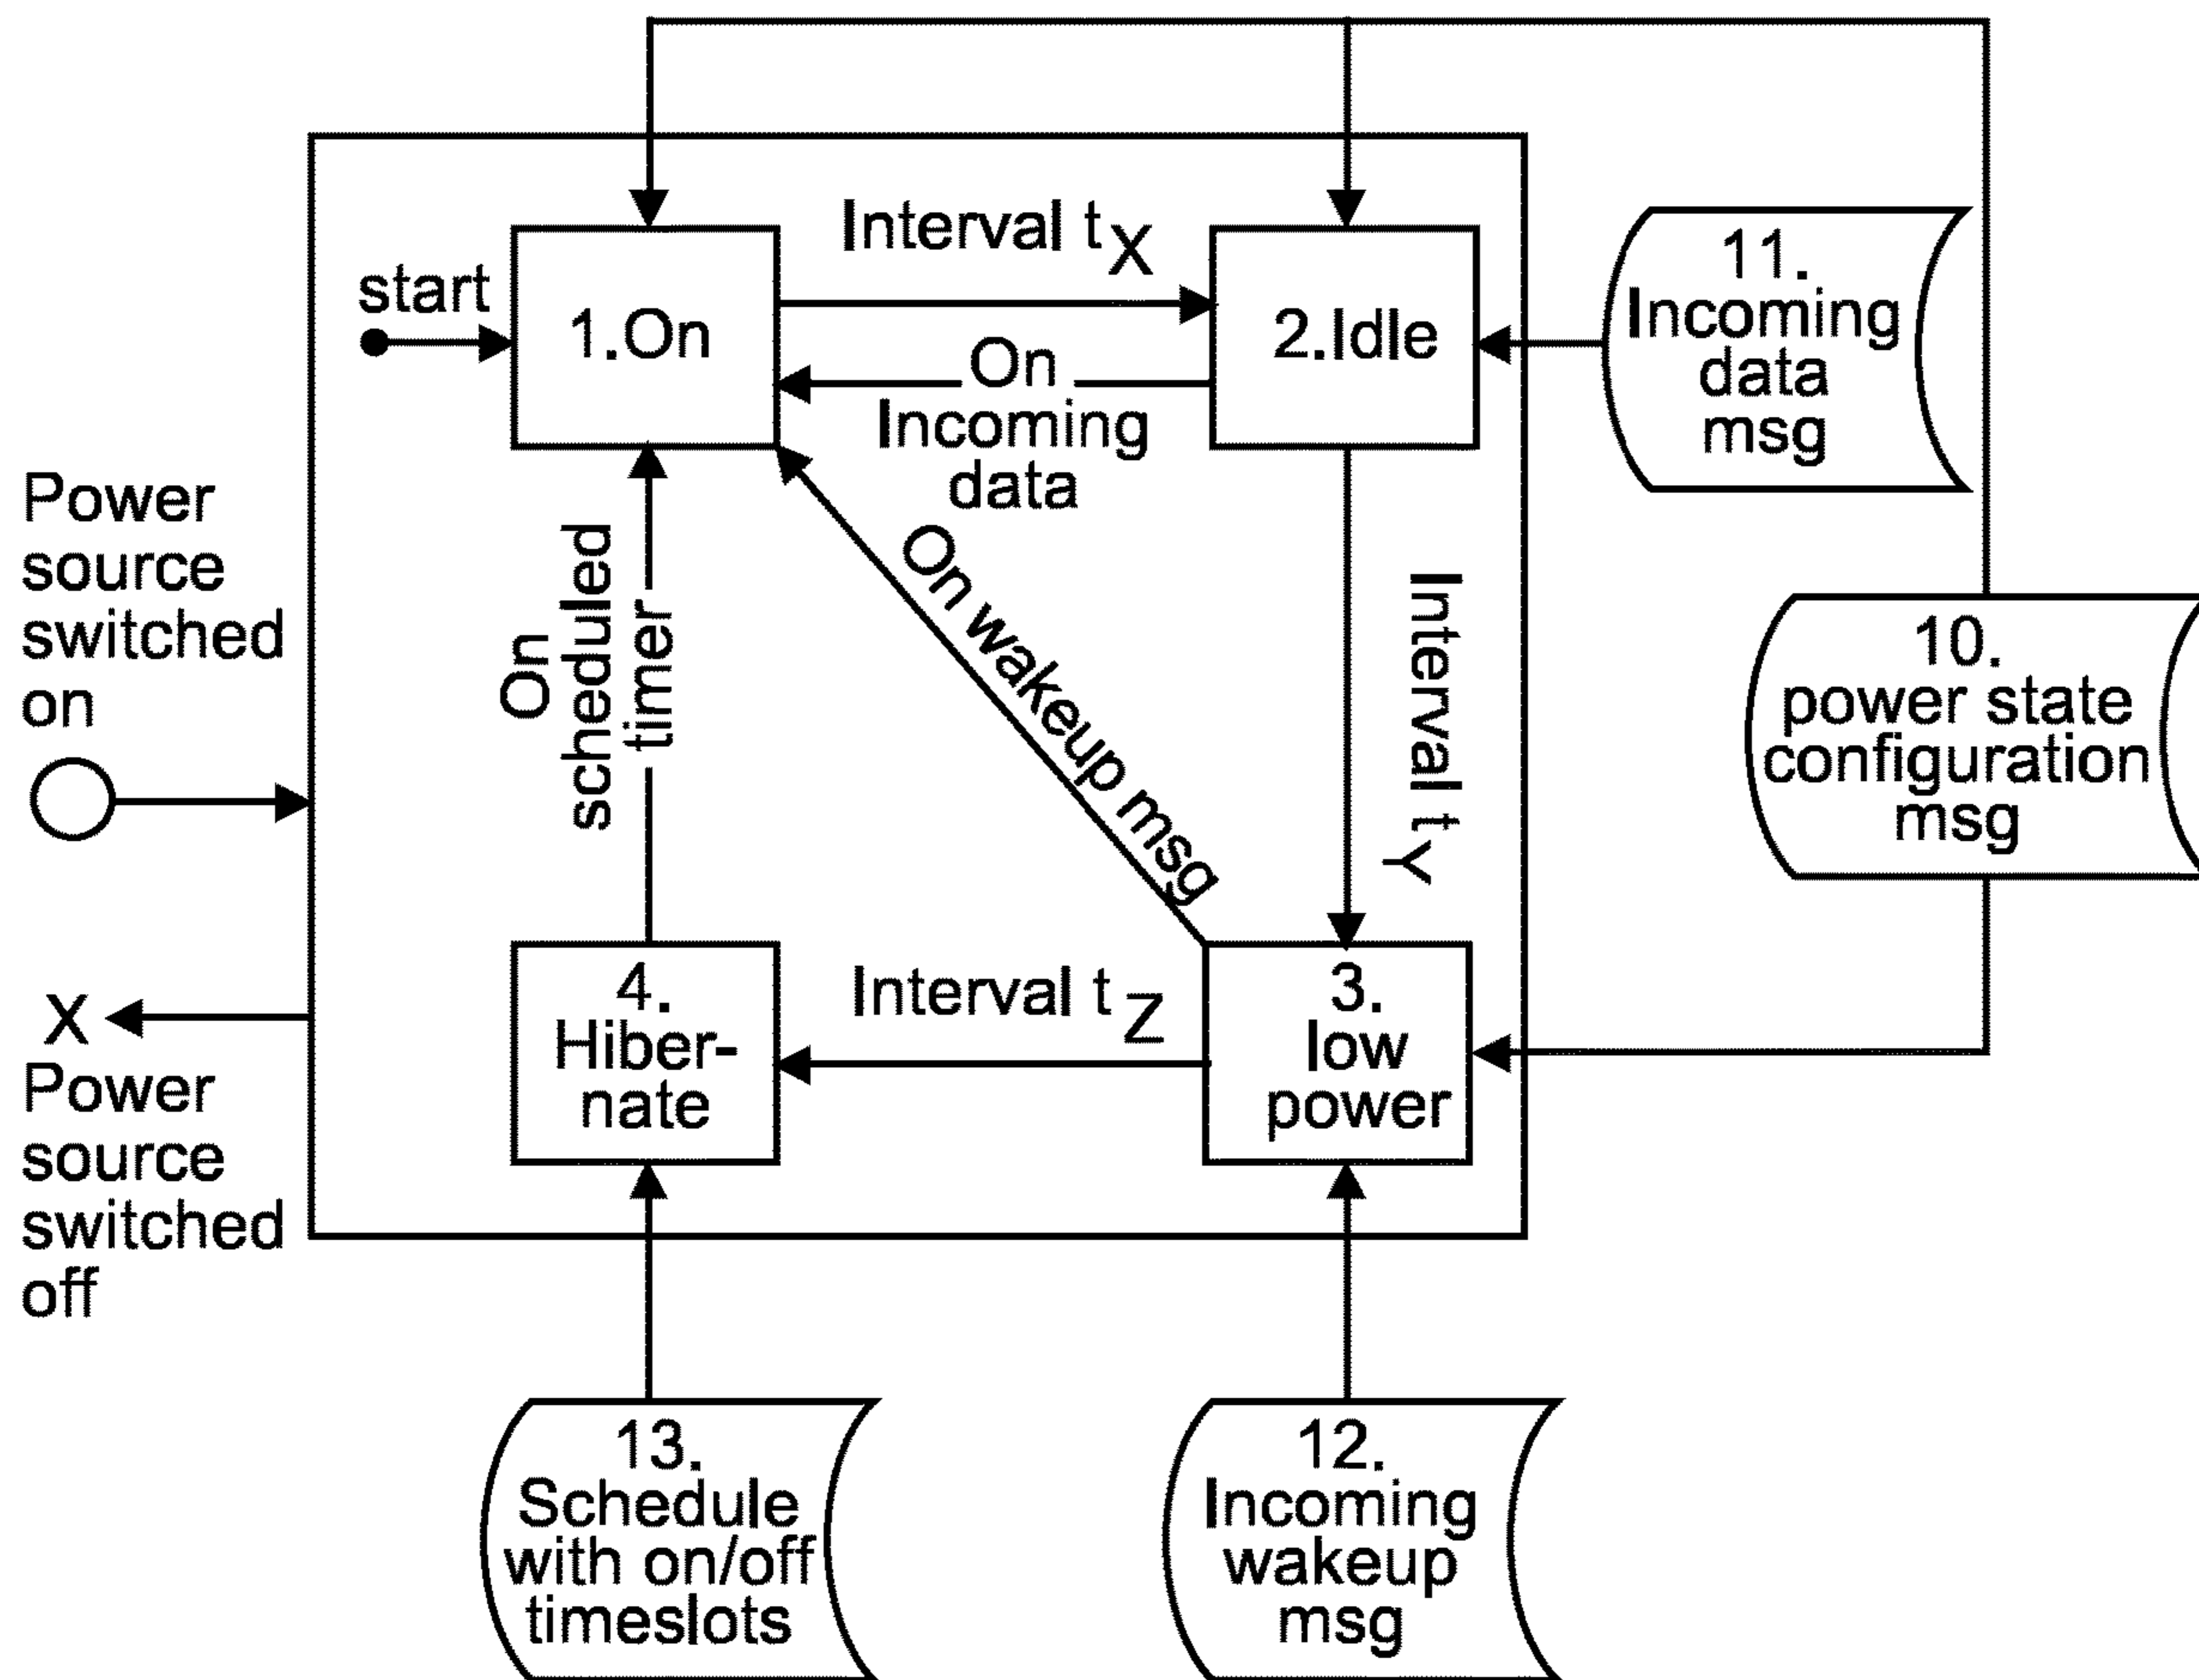 start
1.On
Interval tX
2.Idle
On
Incoming
data
11.
Incoming
data
msg
Power
source
switched
on
On
scheduled
timer
On wakeup msg
Interval tY
10.
power state
configuration
msg
X
Power
source
switched
off
4.
Hiber-
nate
Interval tZ
3.
low
power
13.
Schedule
with on/off
timeslots
12.
Incoming
wakeup
msg